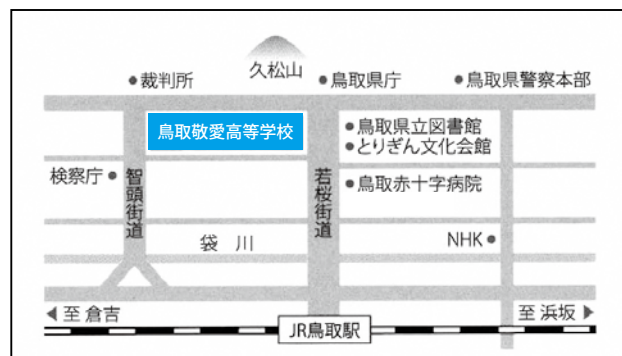 久松山
●裁判所
●鳥取県庁
●鳥取県警察本部
鳥取敬愛高等学校
●鳥取県立図書館
●とりぎん文化会館
検察庁●
智頭街道
若桜街道
●鳥取赤十字病院
袋川
NHK●
◀至 倉吉
至 浜坂▶
JR鳥取駅